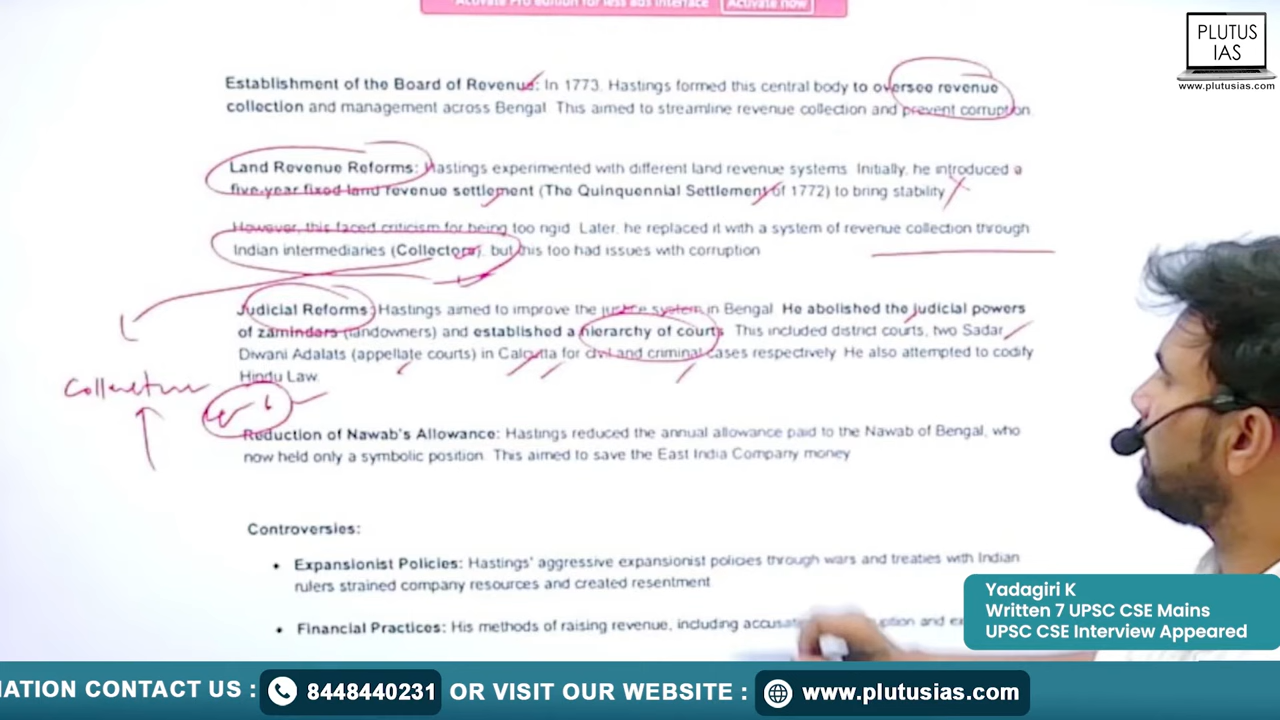 Activate Pro edition for less ads interface Activate now
PLUTUS
IAS
www.plutusias.com
Establishment of the Board of Revenue: In 1773, Hastings formed this central body to oversee revenue
collection and management across Bengal. This aimed to streamline revenue collection and prevent corruption
Land Revenue Reforms: Hastings experimented with different land revenue systems. Initially, he introduced a
five-year fixed land revenue settlement (The Quinquennial Settlement of 1772) to bring stability
However, this faced criticism for being too rigid. Later, he replaced it with a system of revenue collection through
Indian intermediaries (Collectors), but this too had issues with corruption
Judicial Reforms: Hastings aimed to improve the justice system in Bengal. He abolished the judicial powers
of zamindars (landowners) and established a hierarchy of courts. This included district courts, two Sadar
Diwani Adalats (appellate courts) in Calcutta for civil and criminal cases respectively. He also attempted to codify
Hindu Law.
Reduction of Nawab's Allowance: Hastings reduced the annual allowance paid to the Nawab of Bengal, who
now held only a symbolic position. This aimed to save the East India Company money
Controversies:
• Expansionist Policies: Hastings' aggressive expansionist policies through wars and treaties with Indian
rulers strained company resources and created resentment
• Financial Practices: His methods of raising revenue, including and
Yadagiri K
Written 7 UPSC CSE Mains
UPSC CSE Interview Appeared
MATION CONTACT US : 8448440231 OR VISIT OUR WEBSITE : www.plutusias.com